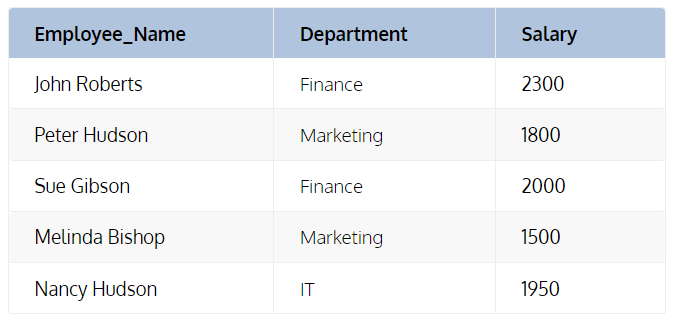 Employee_Name Department Salary
John Roberts Finance 2300
Peter Hudson Marketing 1800
Sue Gibson Finance 2000
Melinda Bishop Marketing 1500
Nancy Hudson IT 1950